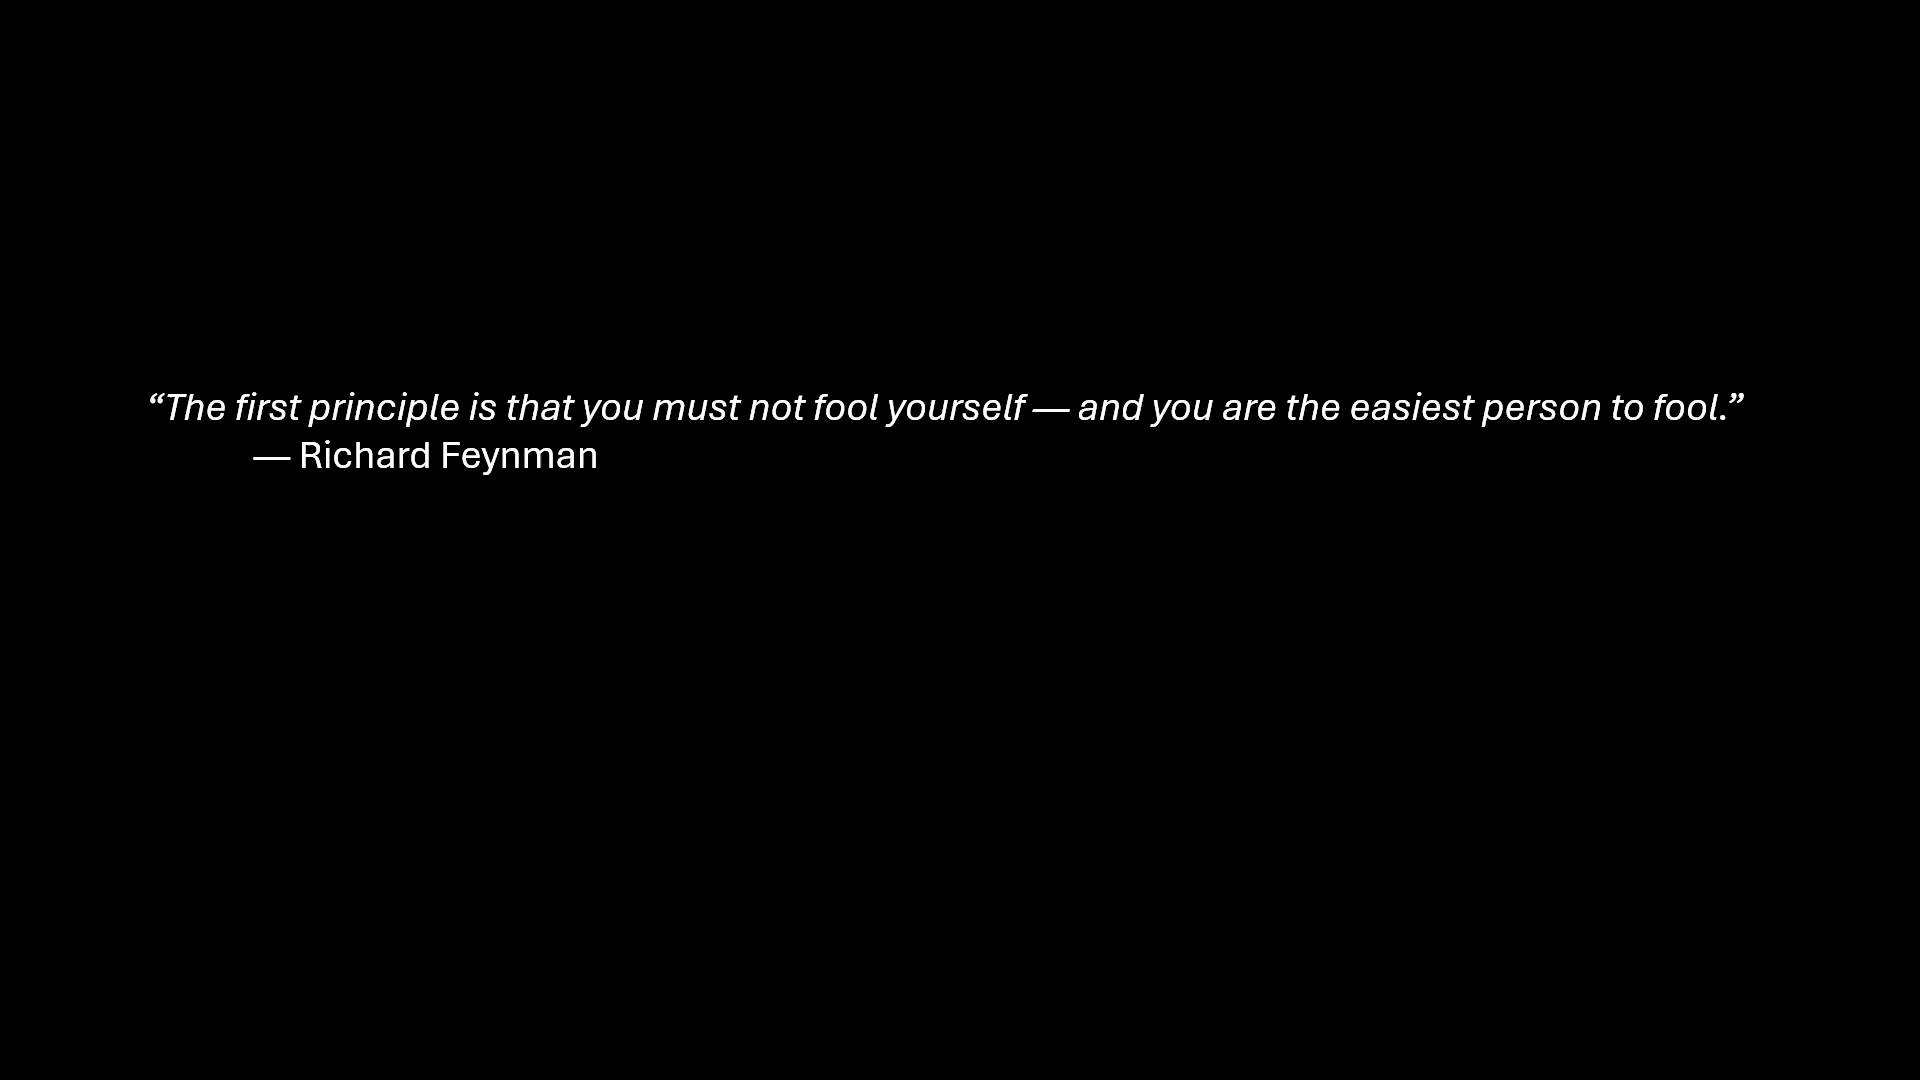 “The first principle is that you must not fool yourself — and you are the easiest person to fool.”
— Richard Feynman